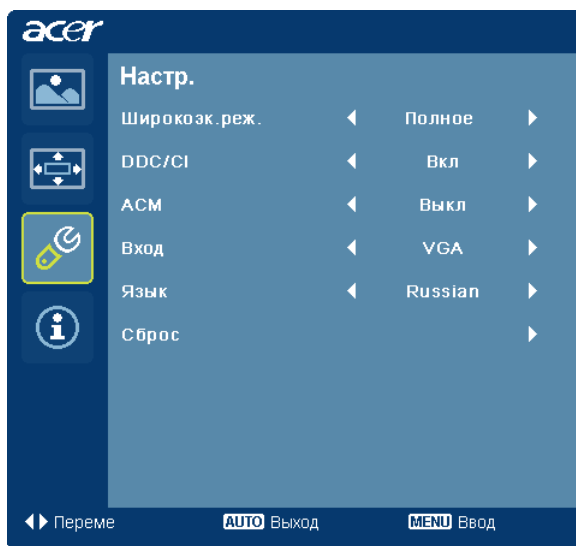 acer
Настр.
Широкоэк.реж. Полное
DDC/CI Вкл
ACM Выкл
Вход VGA
Язык Russian
Сброс
Переме AUTO Выход MENU Ввод